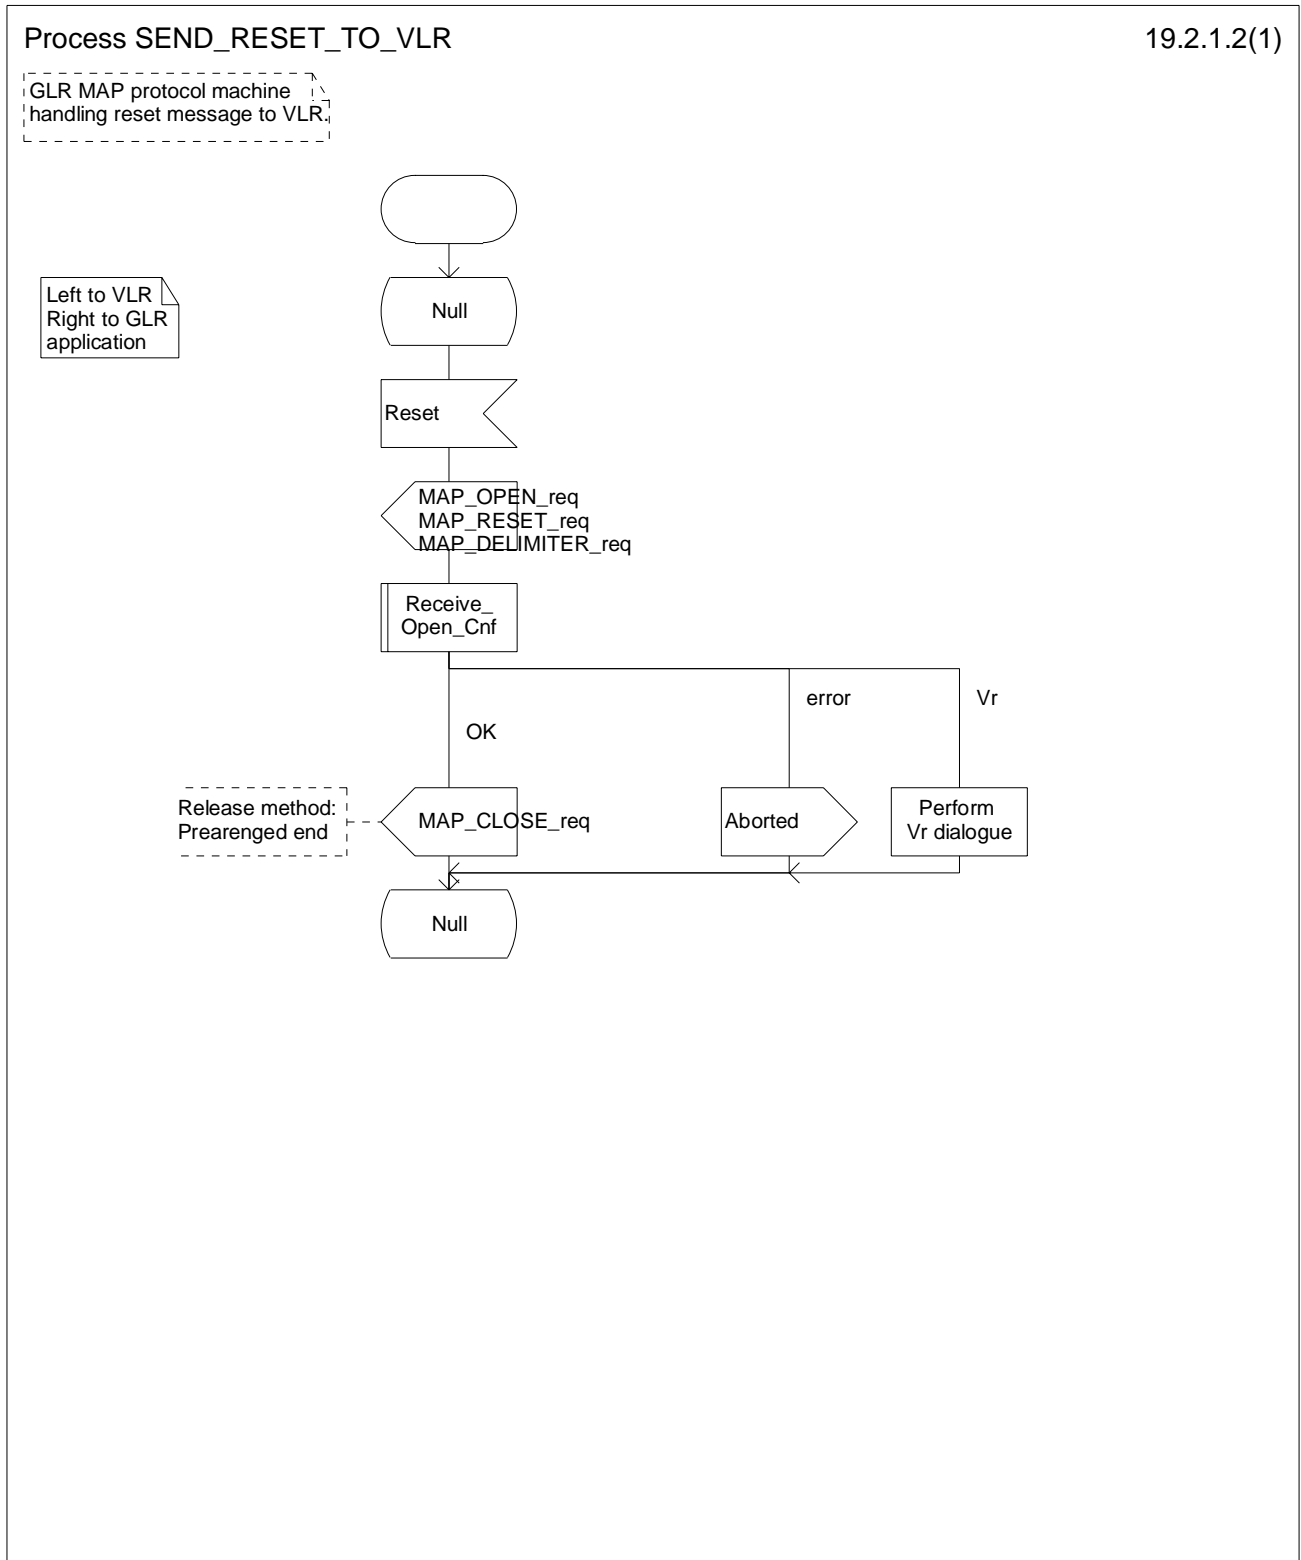 Process SEND_RESET_TO_VLR
19.2.1.2(1)
GLR MAP protocol machine
handling reset message to VLR.
Left to VLR
Right to GLR
application
Null
Reset
MAP_OPEN_req
MAP_RESET_req
MAP_DELIMITER_req
Receive_
Open_Cnf
error
Vr
OK
Release method:
Prearenged end
MAP_CLOSE_req
Aborted
Perform
Vr dialogue
Null